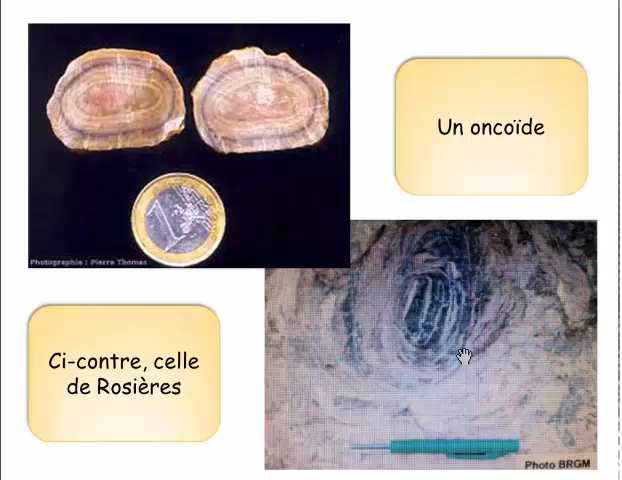 Un oncoïde
Photographie : Pierre Thomas
Ci-contre, celle
de Rosières
Photo BRGM